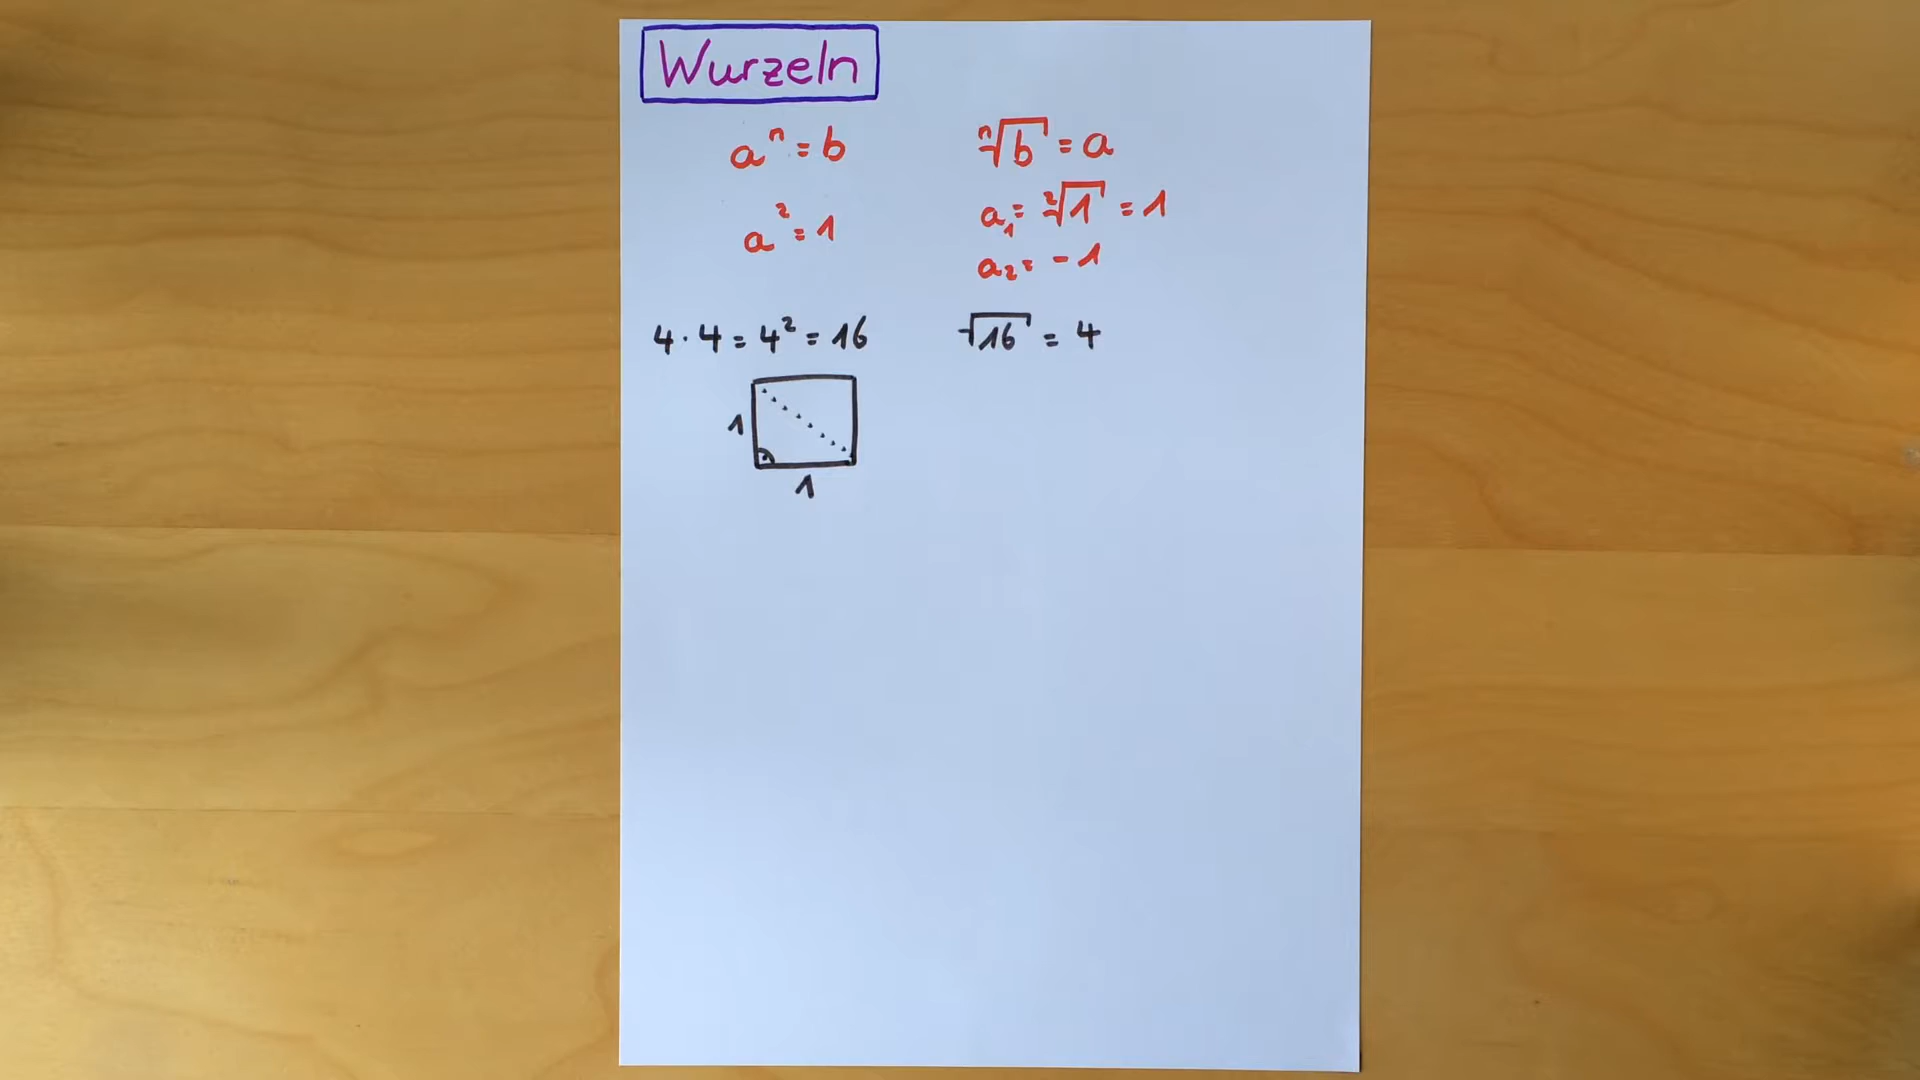 Wurzeln
aⁿ = b
ⁿ√b = a
a² = 1
a₁ = ²√1 = 1
a₂ = -1
4 · 4 = 4² = 16
√16 = 4
1
1